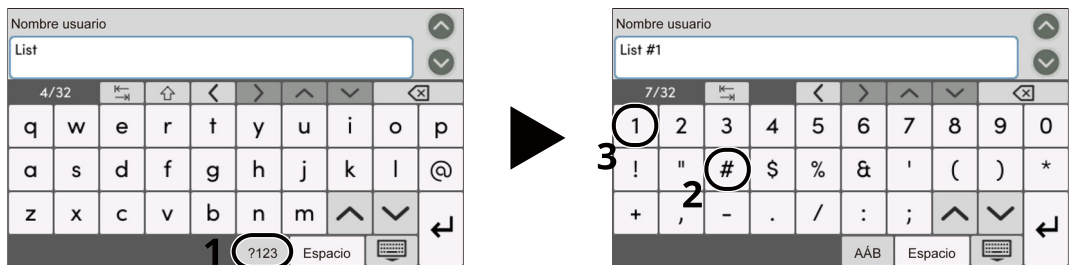 Nombre usuario
List
4/32
q w e r t y u i o p
a s d f g h j k l @
z x c v b n m
1 ?123 Espacio
Nombre usuario
List #1
7/32
1 2 3 4 5 6 7 8 9 0
3 ! " # $ % & ' ( ) *
2
+ , - . / : ;
AÁB Espacio